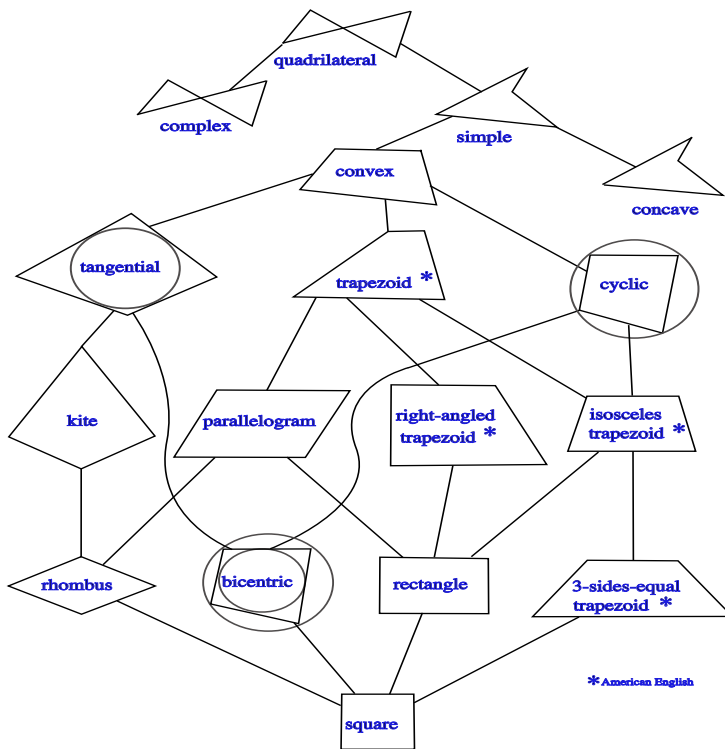 quadrilateral
complex
simple
convex
concave
tangential
trapezoid *
cyclic
kite
parallelogram
right-angled
trapezoid *
isosceles
trapezoid *
rhombus
bicentric
rectangle
3-sides-equal
trapezoid *
* American English
square